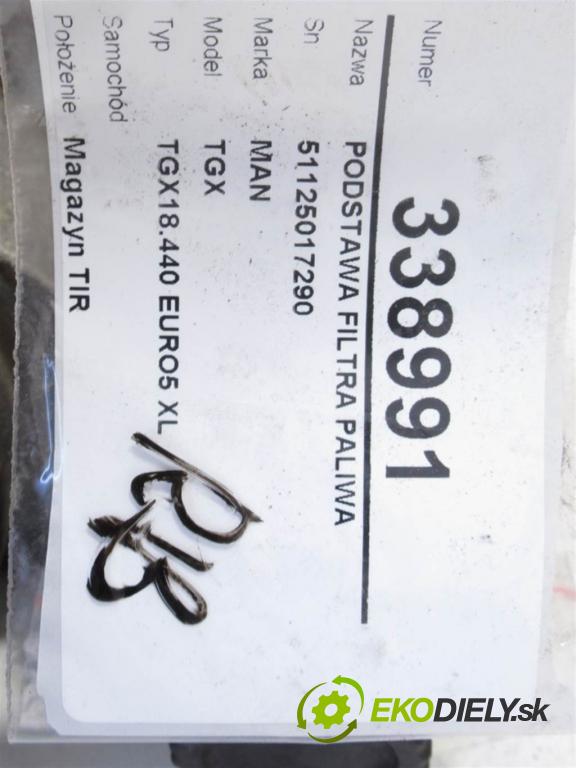 Numer 338991
Nazwa PODSTAWA FILTRA PALIWA
Sn 51125017290
Marka MAN
Model TGX
Typ TGX18.440 EURO5 XL
Samochód
Położenie Magazyn TIR
EKODIELY.sk